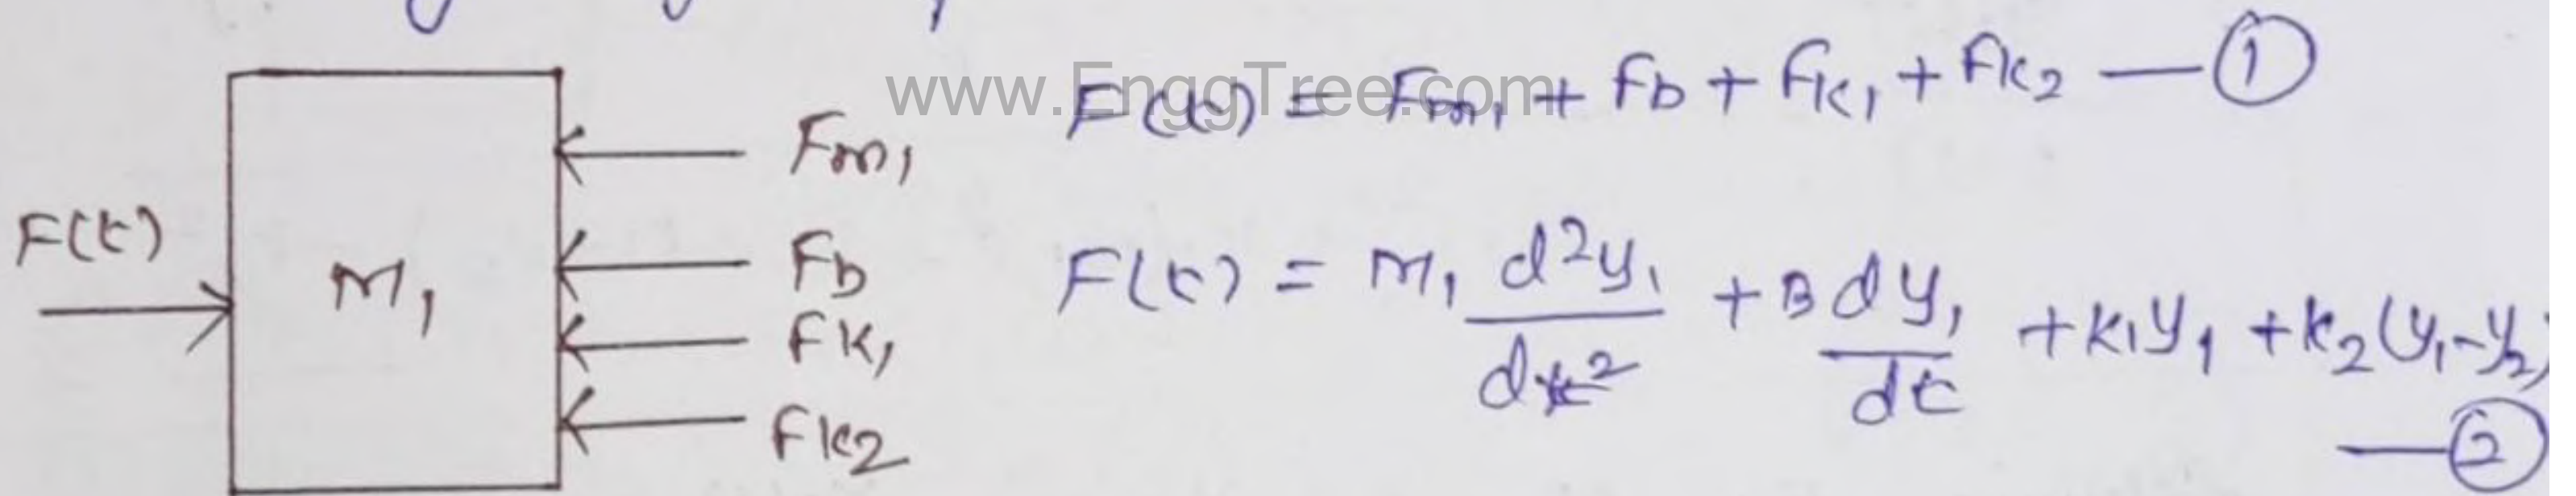 www.EnggTree.com
F(t) = Fm1 + Fb + Fk1 + Fk2 — ①
Fm1
F(t)
M1
Fb
Fk1
Fk2
F(t) = M1 d²y1/dt² + B dy1/dt + k1y1 + k2(y1-y2)
— ②